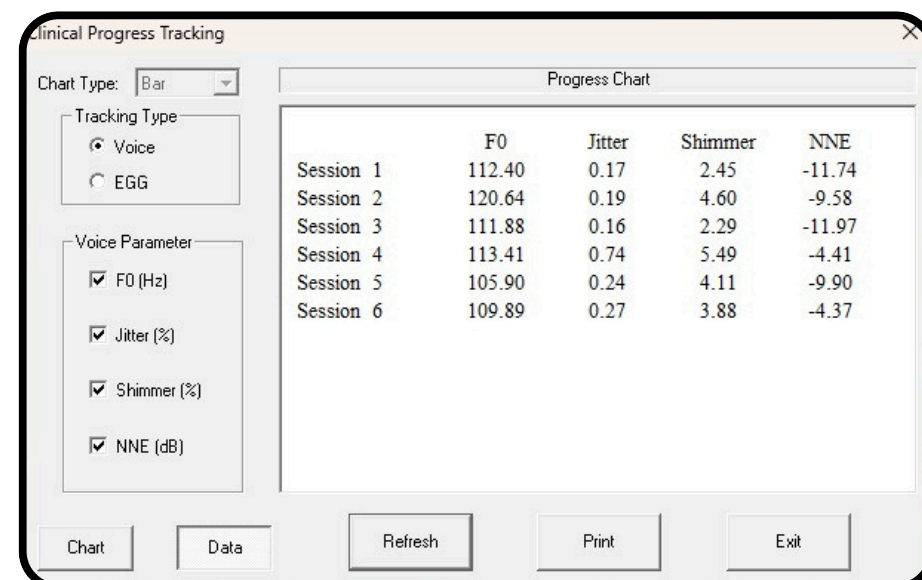 Clinical Progress Tracking
Chart Type: Bar
Tracking Type
Voice
EGG
Voice Parameter
F0 (Hz)
Jitter (%)
Shimmer (%)
NNE (dB)
Progress Chart
F0 Jitter Shimmer NNE
Session 1 112.40 0.17 2.45 -11.74
Session 2 120.64 0.19 4.60 -9.58
Session 3 111.88 0.16 2.29 -11.97
Session 4 113.41 0.74 5.49 -4.41
Session 5 105.90 0.24 4.11 -9.90
Session 6 109.89 0.27 3.88 -4.37
Chart Data Refresh Print Exit